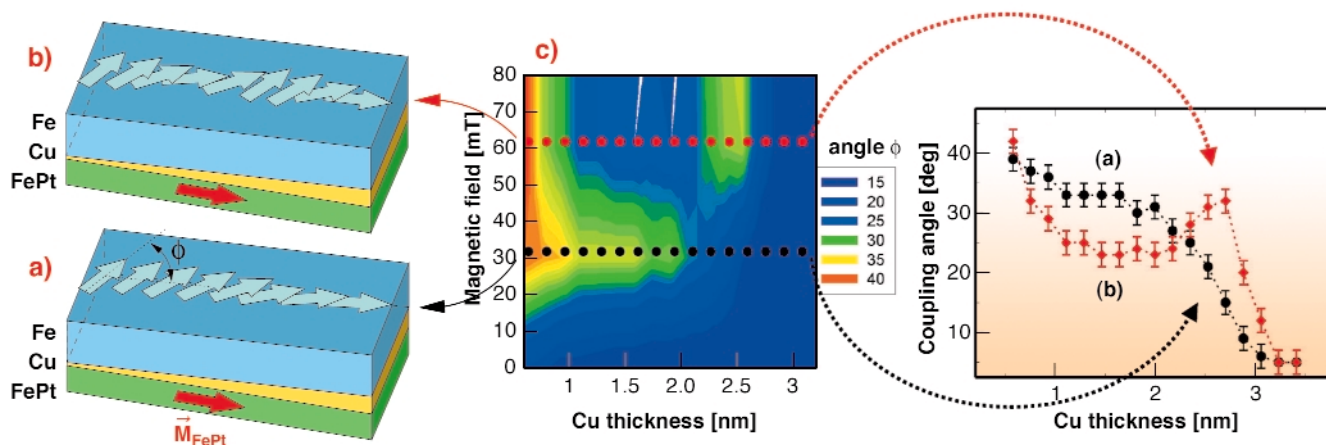 b)
Fe
Cu
FePt
a)
ϕ
Fe
Cu
FePt
M FePt
c)
Magnetic field [mT]
80
70
60
50
40
30
20
10
0
1
1.5
2.0
2.5
3
Cu thickness [nm]
angle ϕ
15
20
25
30
35
40
Coupling angle [deg]
40
30
20
10
(a)
(b)
1
2
3
Cu thickness [nm]